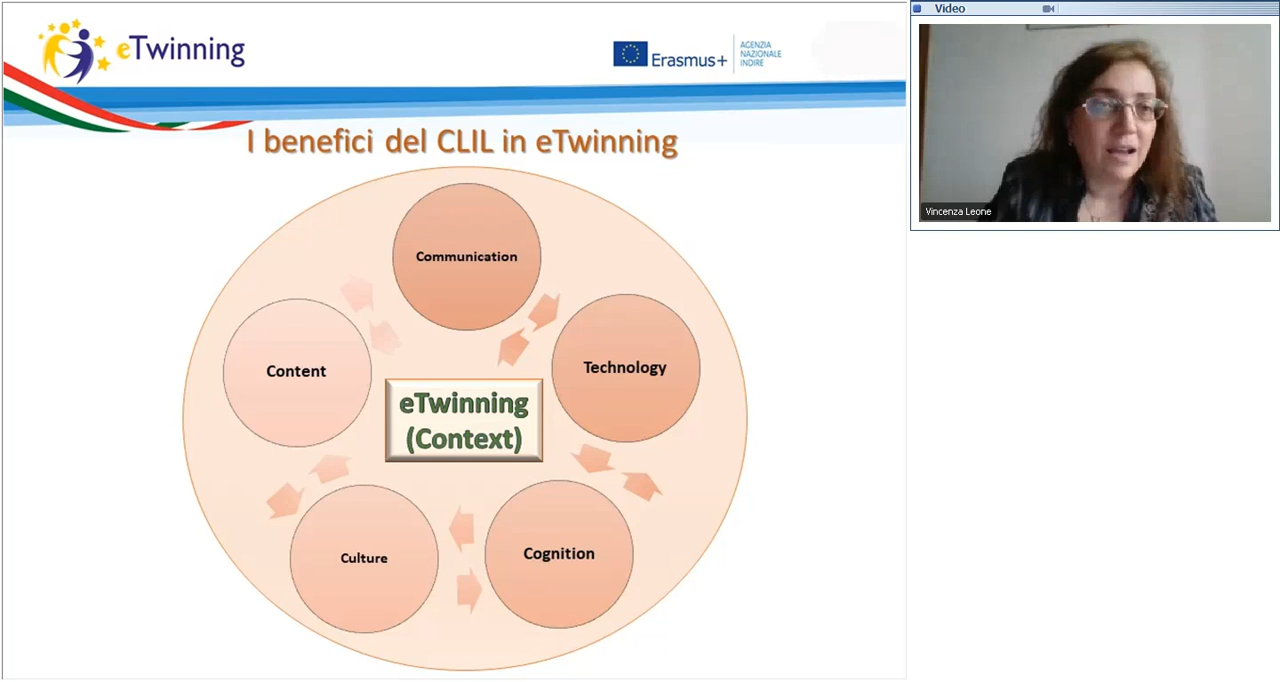 eTwinning
Erasmus+
AGENZIA
NAZIONALE
INDIRE
I benefici del CLIL in eTwinning
Communication
Technology
Content
eTwinning
(Context)
Culture
Cognition
Video
Vincenza Leone